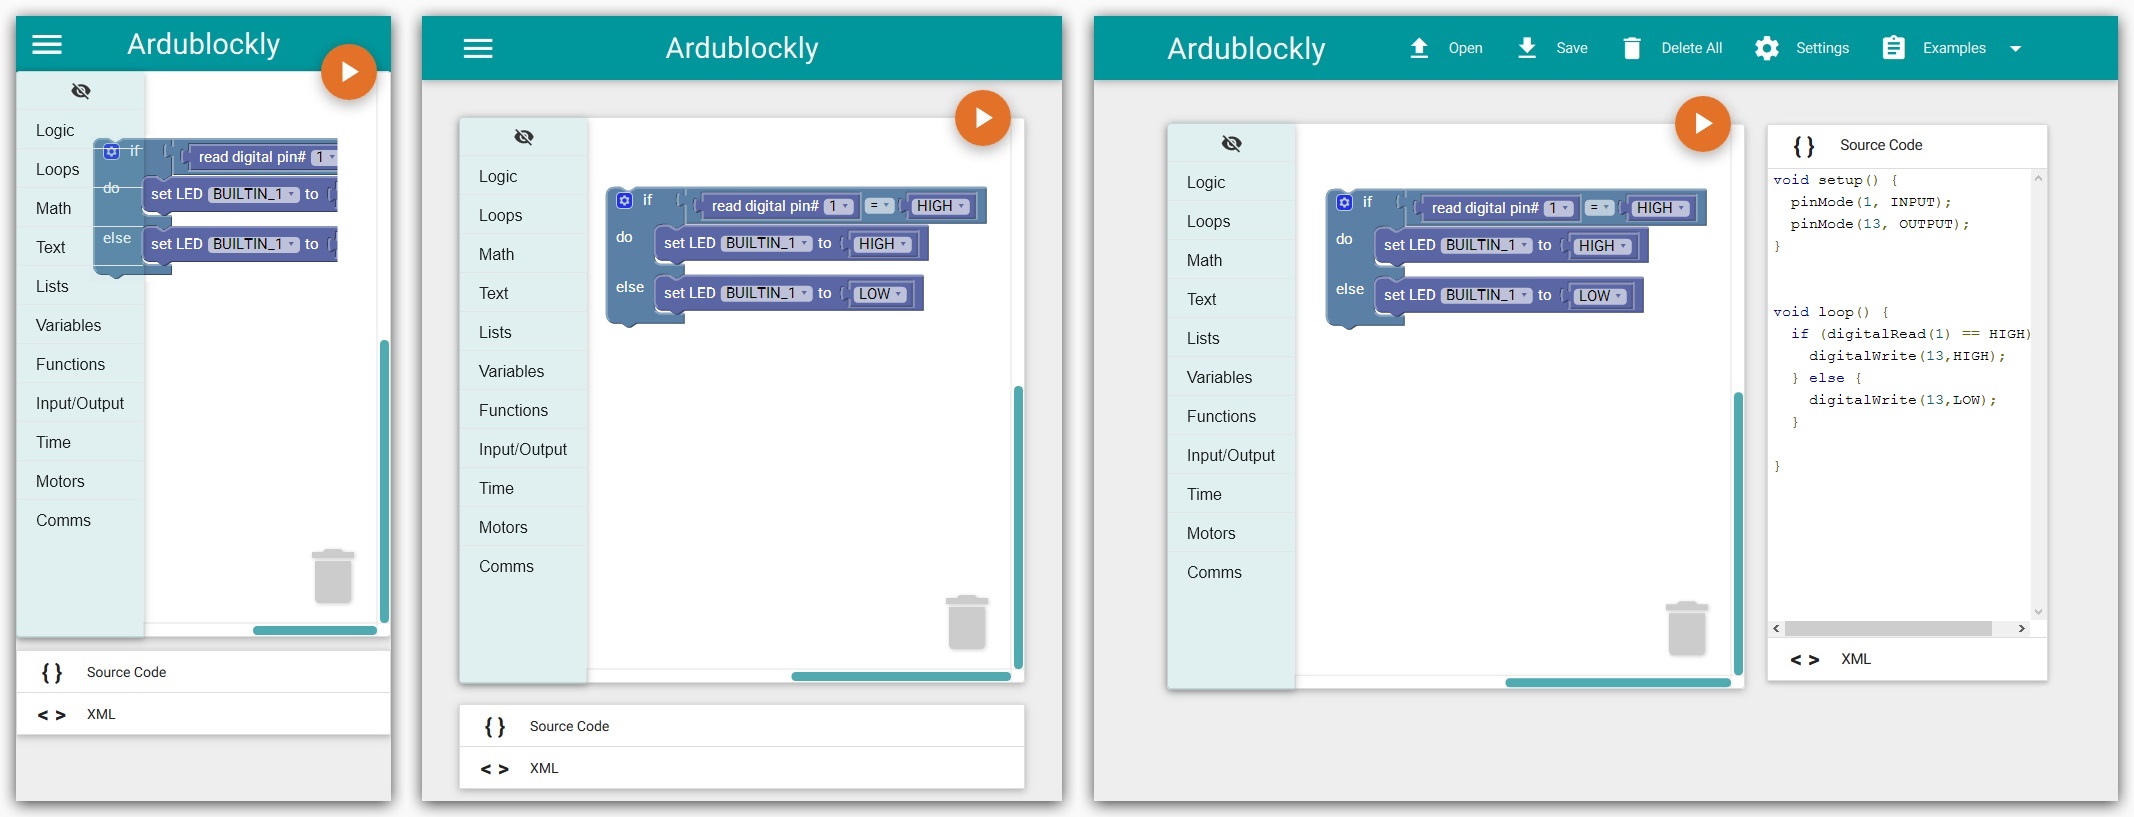 Ardublockly
Logic
Loops
Math
Text
Lists
Variables
Functions
Input/Output
Time
Motors
Comms
if read digital pin# 1
do set LED BUILTIN_1 to
else set LED BUILTIN_1 to
{ } Source Code
< > XML
Ardublockly
Logic
Loops
Math
Text
Lists
Variables
Functions
Input/Output
Time
Motors
Comms
if read digital pin# 1 = HIGH
do set LED BUILTIN_1 to HIGH
else set LED BUILTIN_1 to LOW
{ } Source Code
< > XML
Ardublockly Open Save Delete All Settings Examples
Logic
Loops
Math
Text
Lists
Variables
Functions
Input/Output
Time
Motors
Comms
if read digital pin# 1 = HIGH
do set LED BUILTIN_1 to HIGH
else set LED BUILTIN_1 to LOW
{ } Source Code
void setup() {
  pinMode(1, INPUT);
  pinMode(13, OUTPUT);
}
void loop() {
  if (digitalRead(1) == HIGH)
    digitalWrite(13,HIGH);
  } else {
    digitalWrite(13,LOW);
  }
}
< > XML